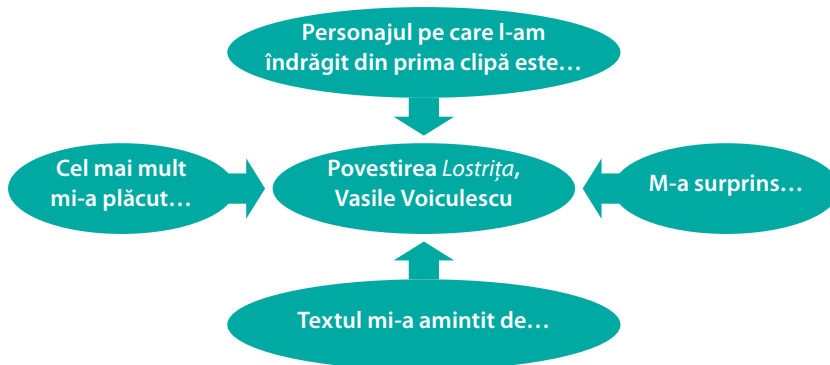 Personajul pe care l-am
îndrăgit din prima clipă este…
Cel mai mult
mi-a plăcut…
Povestirea Lostrița,
Vasile Voiculescu
M-a surprins…
Textul mi-a amintit de…